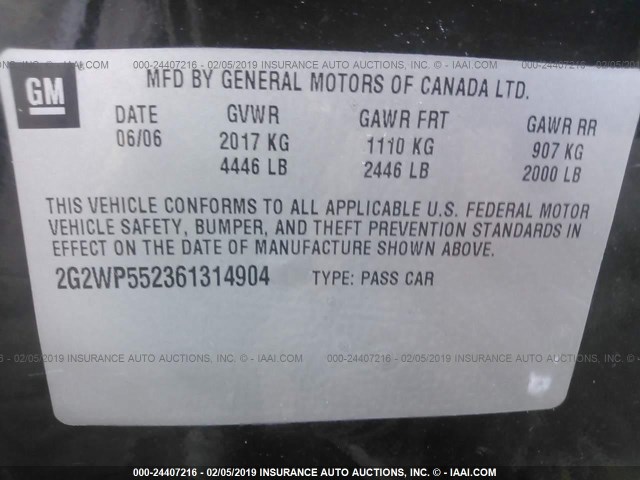 000-24407216 - 02/05/2019 INSURANCE AUTO AUCTIONS, INC. © - IAAI.COM
GM
®
MFD BY GENERAL MOTORS OF CANADA LTD.
DATE GVWR GAWR FRT GAWR RR
06/06 2017 KG 1110 KG 907 KG
4446 LB 2446 LB 2000 LB
THIS VEHICLE CONFORMS TO ALL APPLICABLE U.S. FEDERAL MOTOR
VEHICLE SAFETY, BUMPER, AND THEFT PREVENTION STANDARDS IN
EFFECT ON THE DATE OF MANUFACTURE SHOWN ABOVE.
2G2WP552361314904 TYPE: PASS CAR
02/05/2019 INSURANCE AUTO AUCTIONS, INC. © - IAAI.COM 000-24407216 - 02/05/2019 INSURANCE AUTO AUCTIONS,
000-24407216 - 02/05/2019 INSURANCE AUTO AUCTIONS, INC. © - IAAI.COM